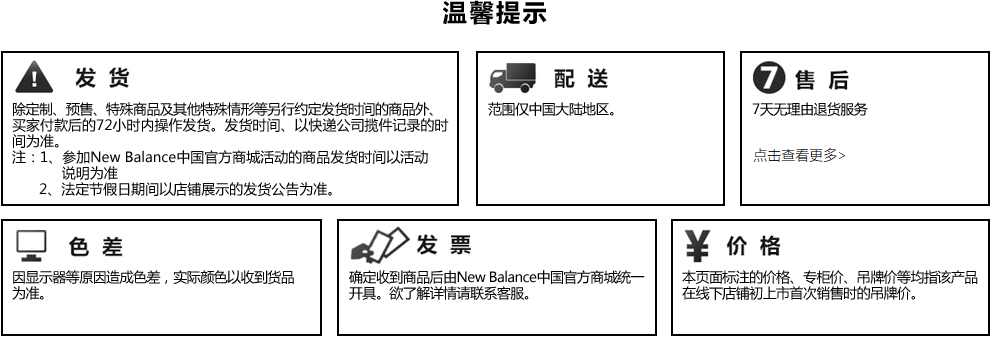 温馨提示
发货
除定制、预售、特殊商品及其他特殊情形等另行约定发货时间的商品外、
买家付款后的72小时内操作发货。发货时间、以快递公司揽件记录的时
间为准。
注：1、参加New Balance中国官方商城活动的商品发货时间以活动
说明为准
2、法定节假日期间以店铺展示的发货公告为准。
配送
范围仅中国大陆地区。
7 售后
7天无理由退货服务
点击查看更多>
色差
因显示器等原因造成色差，实际颜色以收到货品
为准。
发票
确定收到商品后由New Balance中国官方商城统一
开具。欲了解详情请联系客服。
¥ 价格
本页面标注的价格、专柜价、吊牌价等均指该产品
在线下店铺初上市首次销售时的吊牌价。